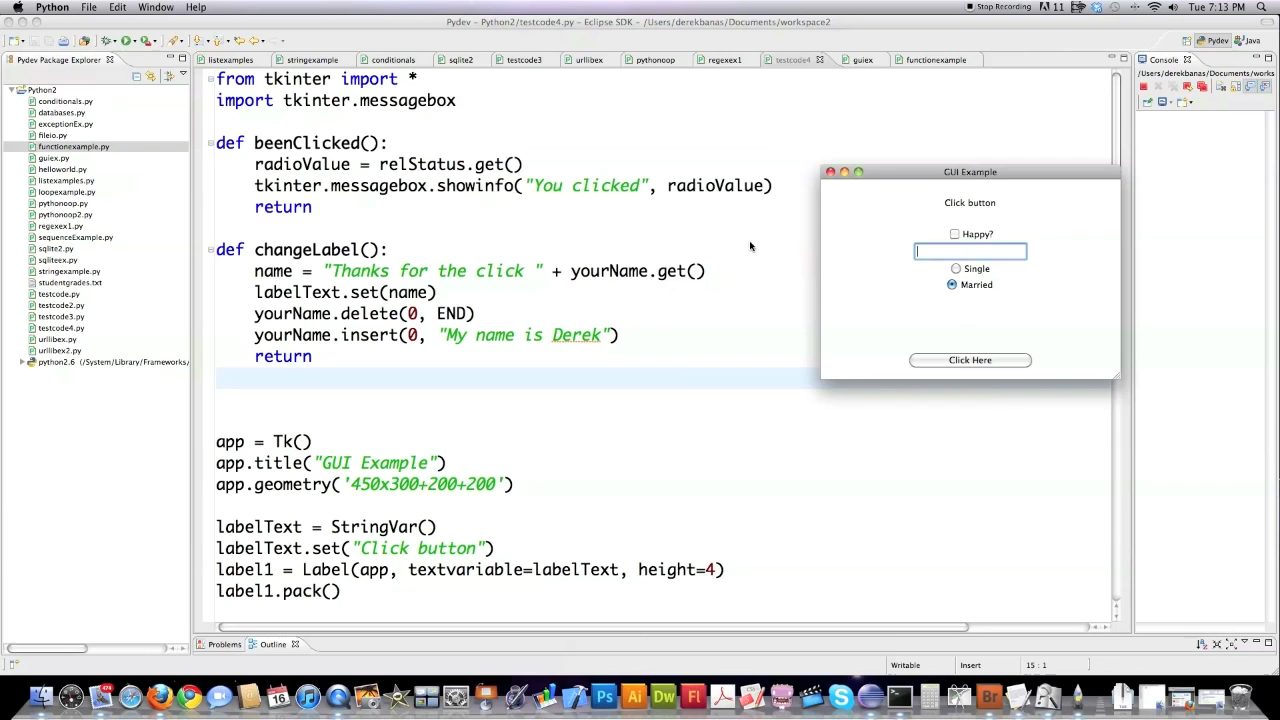 Python File Edit Window Help Stop Recording 11 Tue 7:13 PM
Pydev - Python2/testcode4.py - Eclipse SDK - /Users/derekbanas/Documents/workspace2
Pydev Java
Pydev Package Explorer
listexamples stringexample conditionals sqlite2 testcode3 urllibex pythonoop regexex1 testcode4 guiex functionexample
Console
/Users/derekbanas/Documents/works
Python2
conditionals.py
databases.py
exceptionEx.py
fileio.py
functionexample.py
guiex.py
helloworld.py
listexamples.py
loopexample.py
pythonoop.py
pythonoop2.py
regexex1.py
sequenceExample.py
sqlite2.py
sqliteex.py
stringexample.py
studentgrades.txt
testcode.py
testcode2.py
testcode3.py
testcode4.py
urllibex.py
urllibex2.py
python2.6 (/System/Library/Frameworks/
from tkinter import *
import tkinter.messagebox
def beenClicked():
radioValue = relStatus.get()
tkinter.messagebox.showinfo("You clicked", radioValue)
return
def changeLabel():
name = "Thanks for the click " + yourName.get()
labelText.set(name)
yourName.delete(0, END)
yourName.insert(0, "My name is Derek")
return
app = Tk()
app.title("GUI Example")
app.geometry('450x300+200+200')
labelText = StringVar()
labelText.set("Click button")
label1 = Label(app, textvariable=labelText, height=4)
label1.pack()
GUI Example
Click button
Happy?
Single
Married
Click Here
Problems Outline
Writable Insert 15 : 1